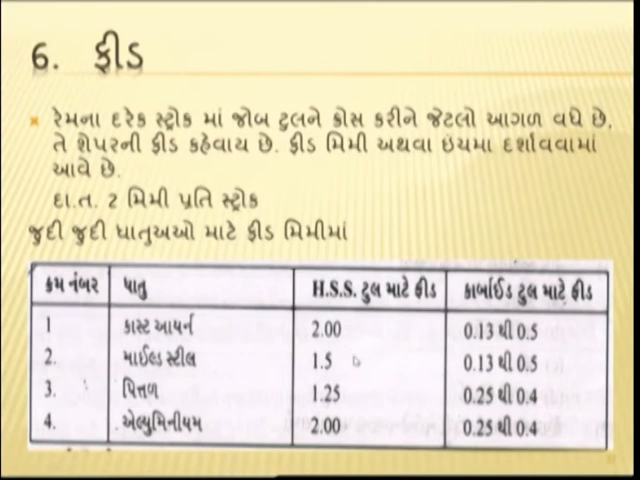 6. ફીડ
રેમના દરેક સ્ટ્રોક માં જોબ ટુલને ક્રોસ કરીને જેટલો આગળ વધે છે,
તે શેપરની ફીડ કહેવાય છે. ફીડ મિમી અથવા ઇંચમા દર્શાવવામાં
આવે છે.
દા.ત. 2 મિમી પ્રતિ સ્ટ્રોક
જુદી જુદી ધાતુઅઓ માટે ફીડ મિમીમાં
ક્રમ નંબર ધાતુ H.S.S. ટુલ માટે ફીડ કાર્બાઈડ ટુલ માટે ફીડ
1 કાસ્ટ આયર્ન 2.00 0.13 થી 0.5
2. માઈલ્ડ સ્ટીલ 1.5 0.13 થી 0.5
3. પિત્તળ 1.25 0.25 થી 0.4
4. એલ્યુમિનીયમ 2.00 0.25 થી 0.4